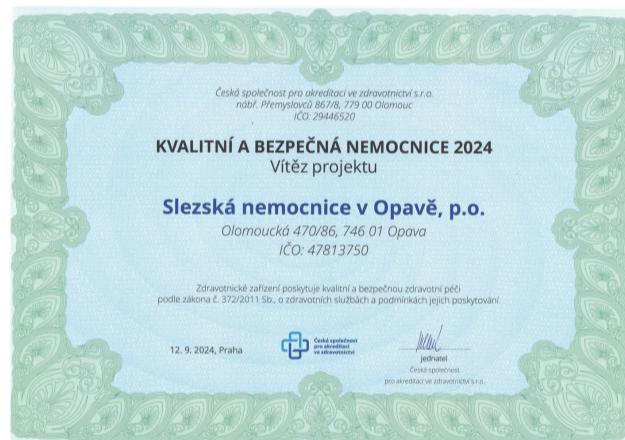 Česká společnost pro akreditaci ve zdravotnictví s.r.o.
nábř. Přemyslovců 867/8, 779 00 Olomouc
IČO: 29446520
KVALITNÍ A BEZPEČNÁ NEMOCNICE 2024
Vítěz projektu
Slezská nemocnice v Opavě, p.o.
Olomoucká 470/86, 746 01 Opava
IČO: 47813750
Zdravotnické zařízení poskytuje kvalitní a bezpečnou zdravotní péči
podle zákona č. 372/2011 Sb., o zdravotních službách a podmínkách jejich poskytování
12. 9. 2024, Praha
Česká společnost
pro akreditaci
ve zdravotnictví
jednatel
Česká společnost
pro akreditaci ve zdravotnictví s.r.o.